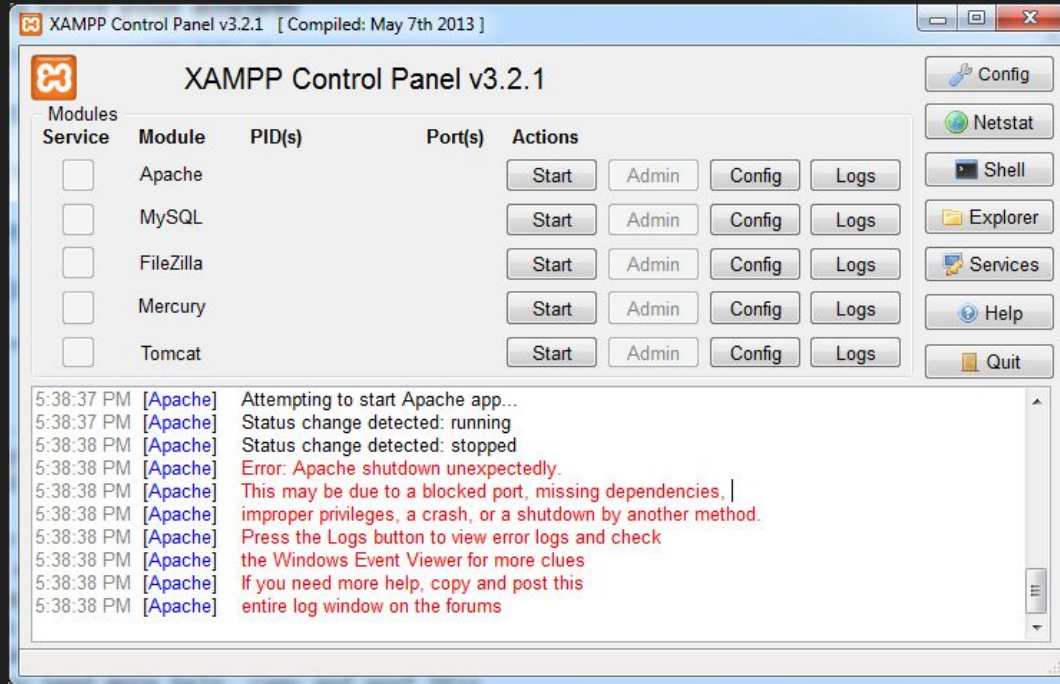 XAMPP Control Panel v3.2.1 [ Compiled: May 7th 2013 ]
XAMPP Control Panel v3.2.1
Config
Modules
Service Module PID(s) Port(s) Actions
Netstat
Apache Start Admin Config Logs
Shell
MySQL Start Admin Config Logs
Explorer
FileZilla Start Admin Config Logs
Services
Mercury Start Admin Config Logs
Help
Tomcat Start Admin Config Logs
Quit
5:38:37 PM [Apache] Attempting to start Apache app...
5:38:37 PM [Apache] Status change detected: running
5:38:38 PM [Apache] Status change detected: stopped
5:38:38 PM [Apache] Error: Apache shutdown unexpectedly.
5:38:38 PM [Apache] This may be due to a blocked port, missing dependencies,
5:38:38 PM [Apache] improper privileges, a crash, or a shutdown by another method.
5:38:38 PM [Apache] Press the Logs button to view error logs and check
5:38:38 PM [Apache] the Windows Event Viewer for more clues
5:38:38 PM [Apache] If you need more help, copy and post this
5:38:38 PM [Apache] entire log window on the forums